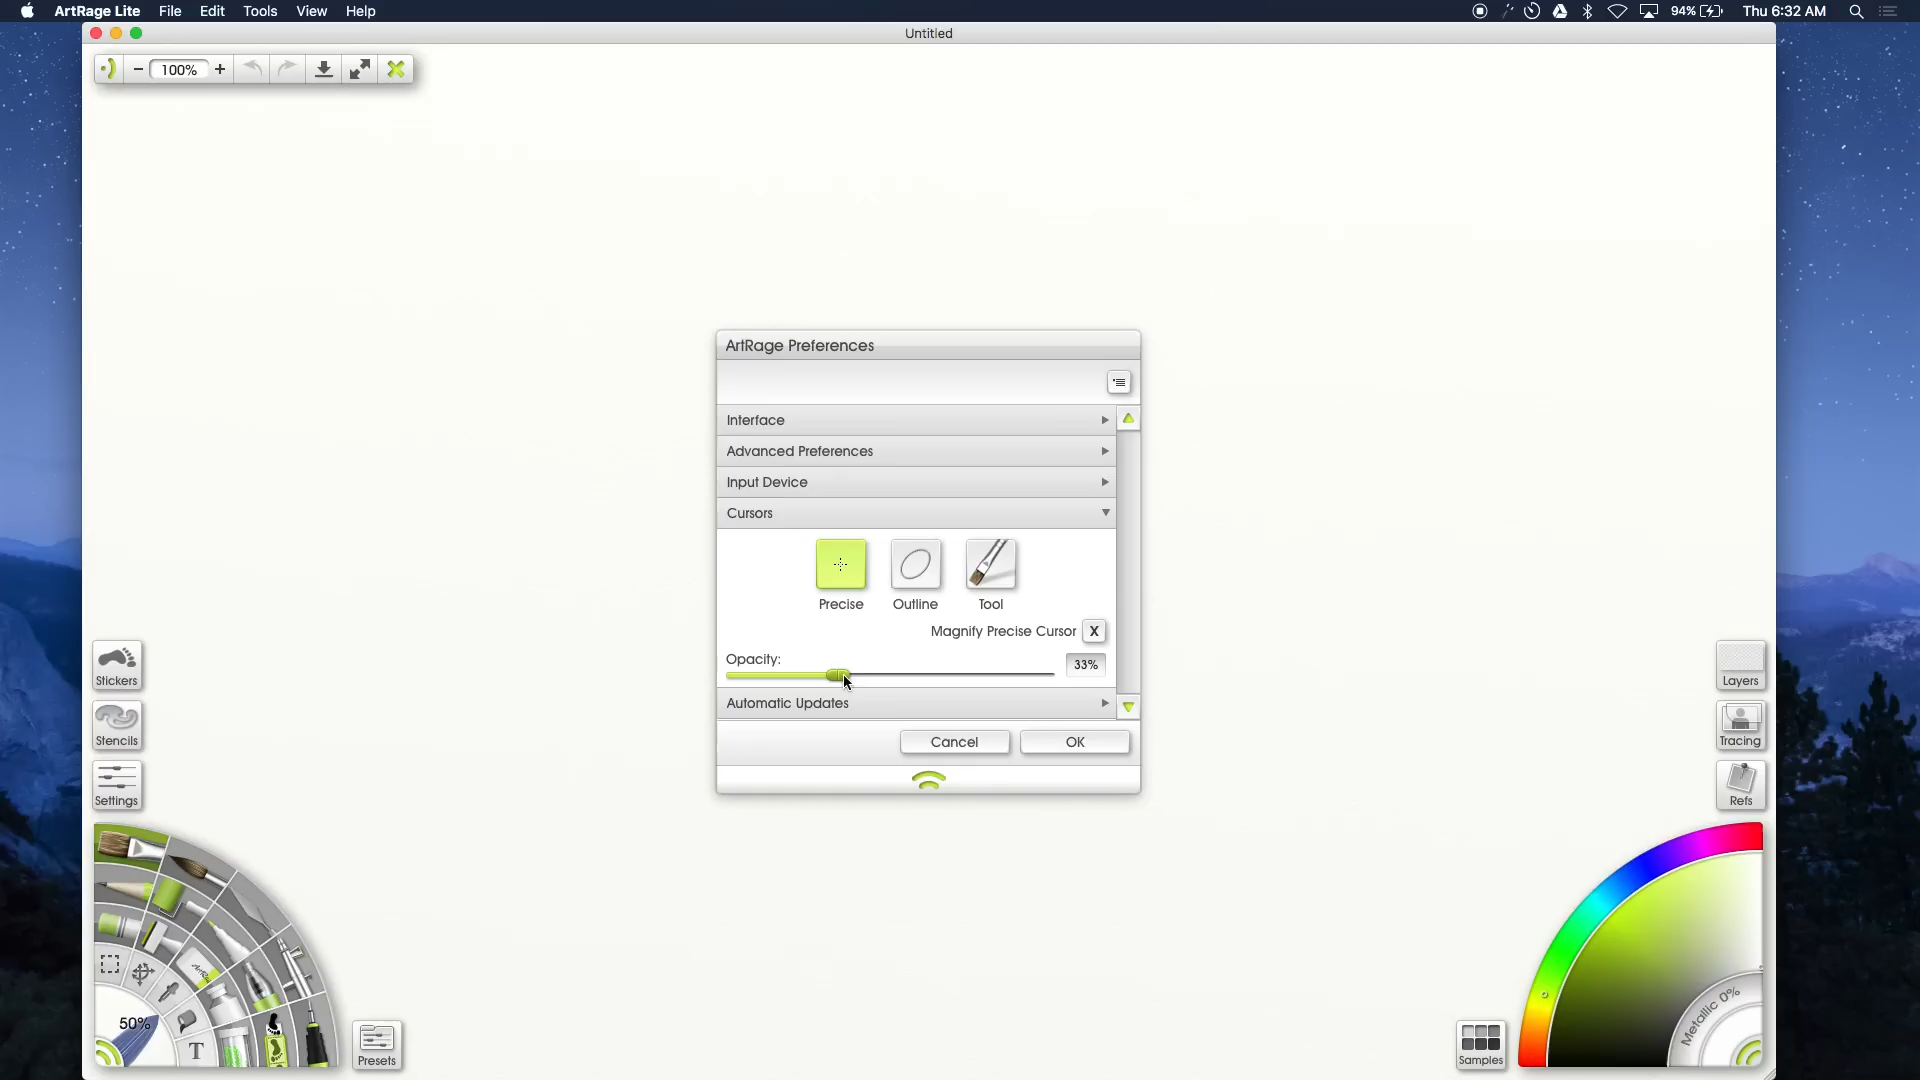 ArtRage Lite File Edit Tools View Help 94% Thu 6:32 AM
Untitled
100%
ArtRage Preferences
Interface
Advanced Preferences
Input Device
Cursors
Precise Outline Tool
Magnify Precise Cursor X
Opacity: 33%
Automatic Updates
Cancel OK
Stickers
Stencils
Settings
Layers
Tracing
Refs
50%
T
Presets
Metallic 0%
Samples